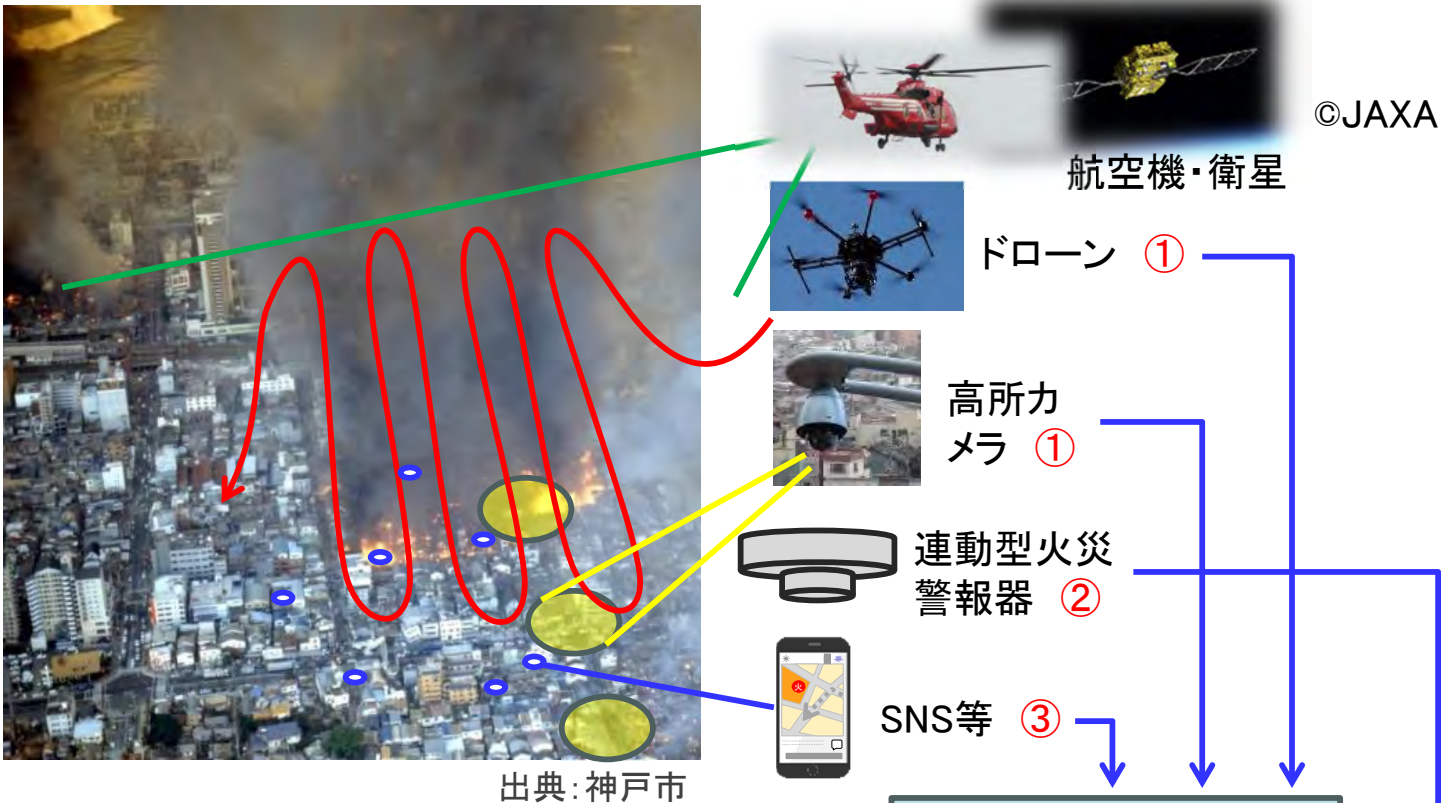 ©JAXA
航空機・衛星
ドローン ①
高所カ
メラ ①
連動型火災
警報器 ②
火
SNS等 ③
出典:神戸市